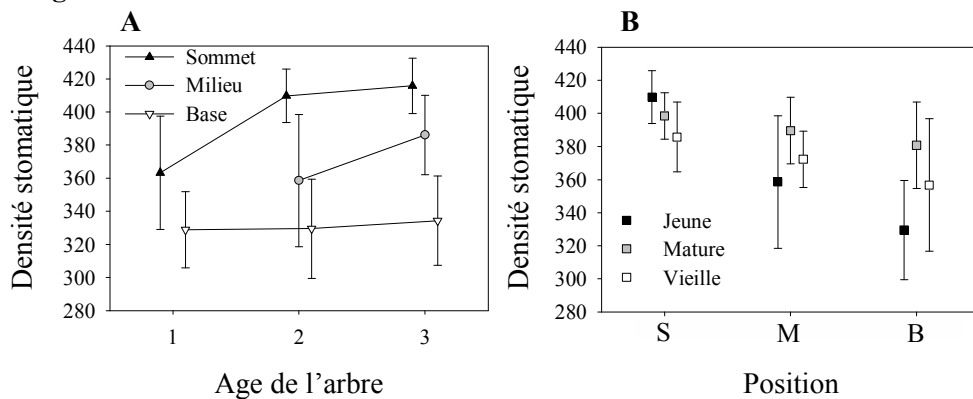 A
Densité stomatique
440
420
400
380
360
340
320
300
280
Sommet
Milieu
Base
1 2 3
Age de l'arbre
B
Densité stomatique
440
420
400
380
360
340
320
300
280
Jeune
Mature
Vieille
S M B
Position